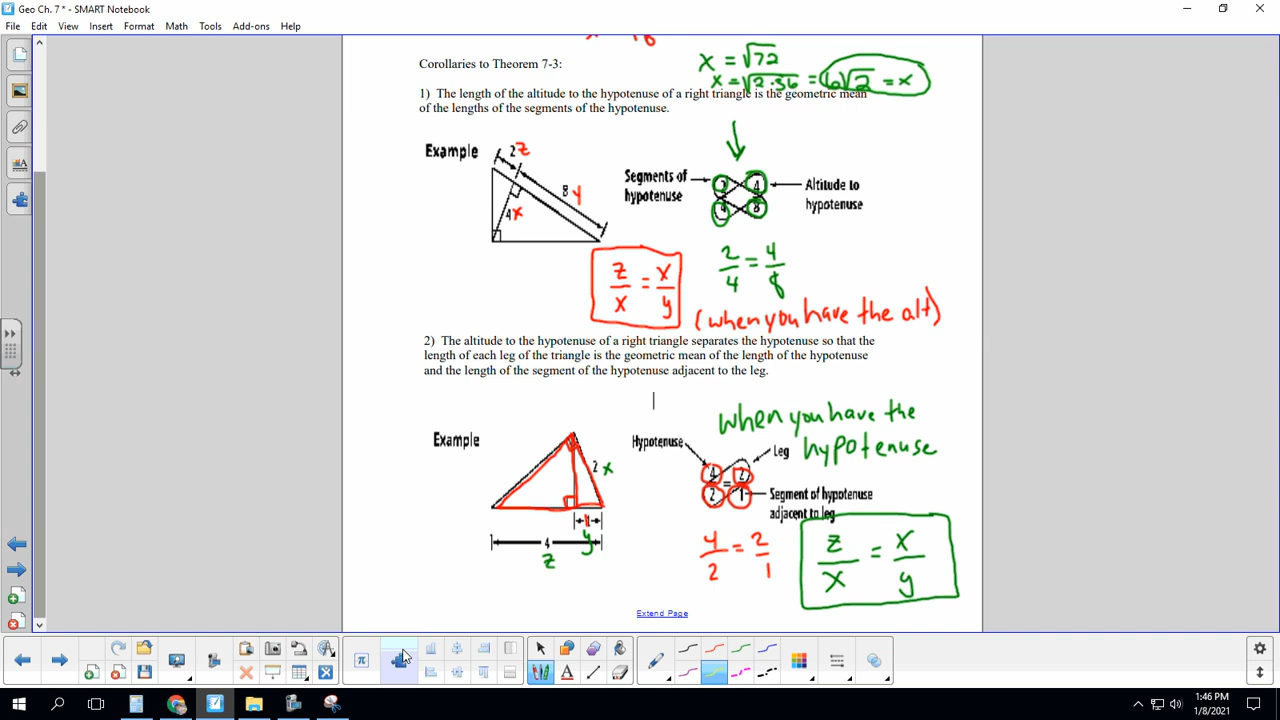 Geo Ch. 7 * - SMART Notebook
File Edit View Insert Format Math Tools Add-ons Help
Corollaries to Theorem 7-3:
x = √72
x = √2·36 = 6√2 = x
1) The length of the altitude to the hypotenuse of a right triangle is the geometric mean
of the lengths of the segments of the hypotenuse.
Example
2 z
8 y
4 x
Segments of
hypotenuse
2 4
4 8
Altitude to
hypotenuse
2/4 = 4/8
z/x = x/y
(when you have the alt)
2) The altitude to the hypotenuse of a right triangle separates the hypotenuse so that the
length of each leg of the triangle is the geometric mean of the length of the hypotenuse
and the length of the segment of the hypotenuse adjacent to the leg.
when you have the
hypotenuse
Example
2 x
1
y
4
z
Hypotenuse
Leg
4 = 2
2 1
Segment of hypotenuse
adjacent to leg
4/2 = 2/1
z/x = x/y
Extend Page
π
A
1:46 PM
1/8/2021